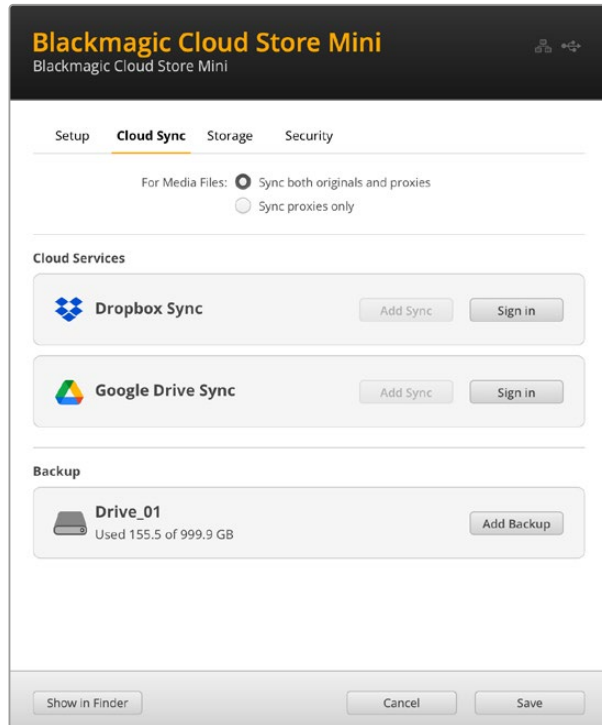 Blackmagic Cloud Store Mini
Blackmagic Cloud Store Mini
Setup Cloud Sync Storage Security
For Media Files: Sync both originals and proxies
Sync proxies only
Cloud Services
Dropbox Sync Add Sync Sign in
Google Drive Sync Add Sync Sign in
Backup
Drive_01
Used 155.5 of 999.9 GB Add Backup
Show in Finder Cancel Save